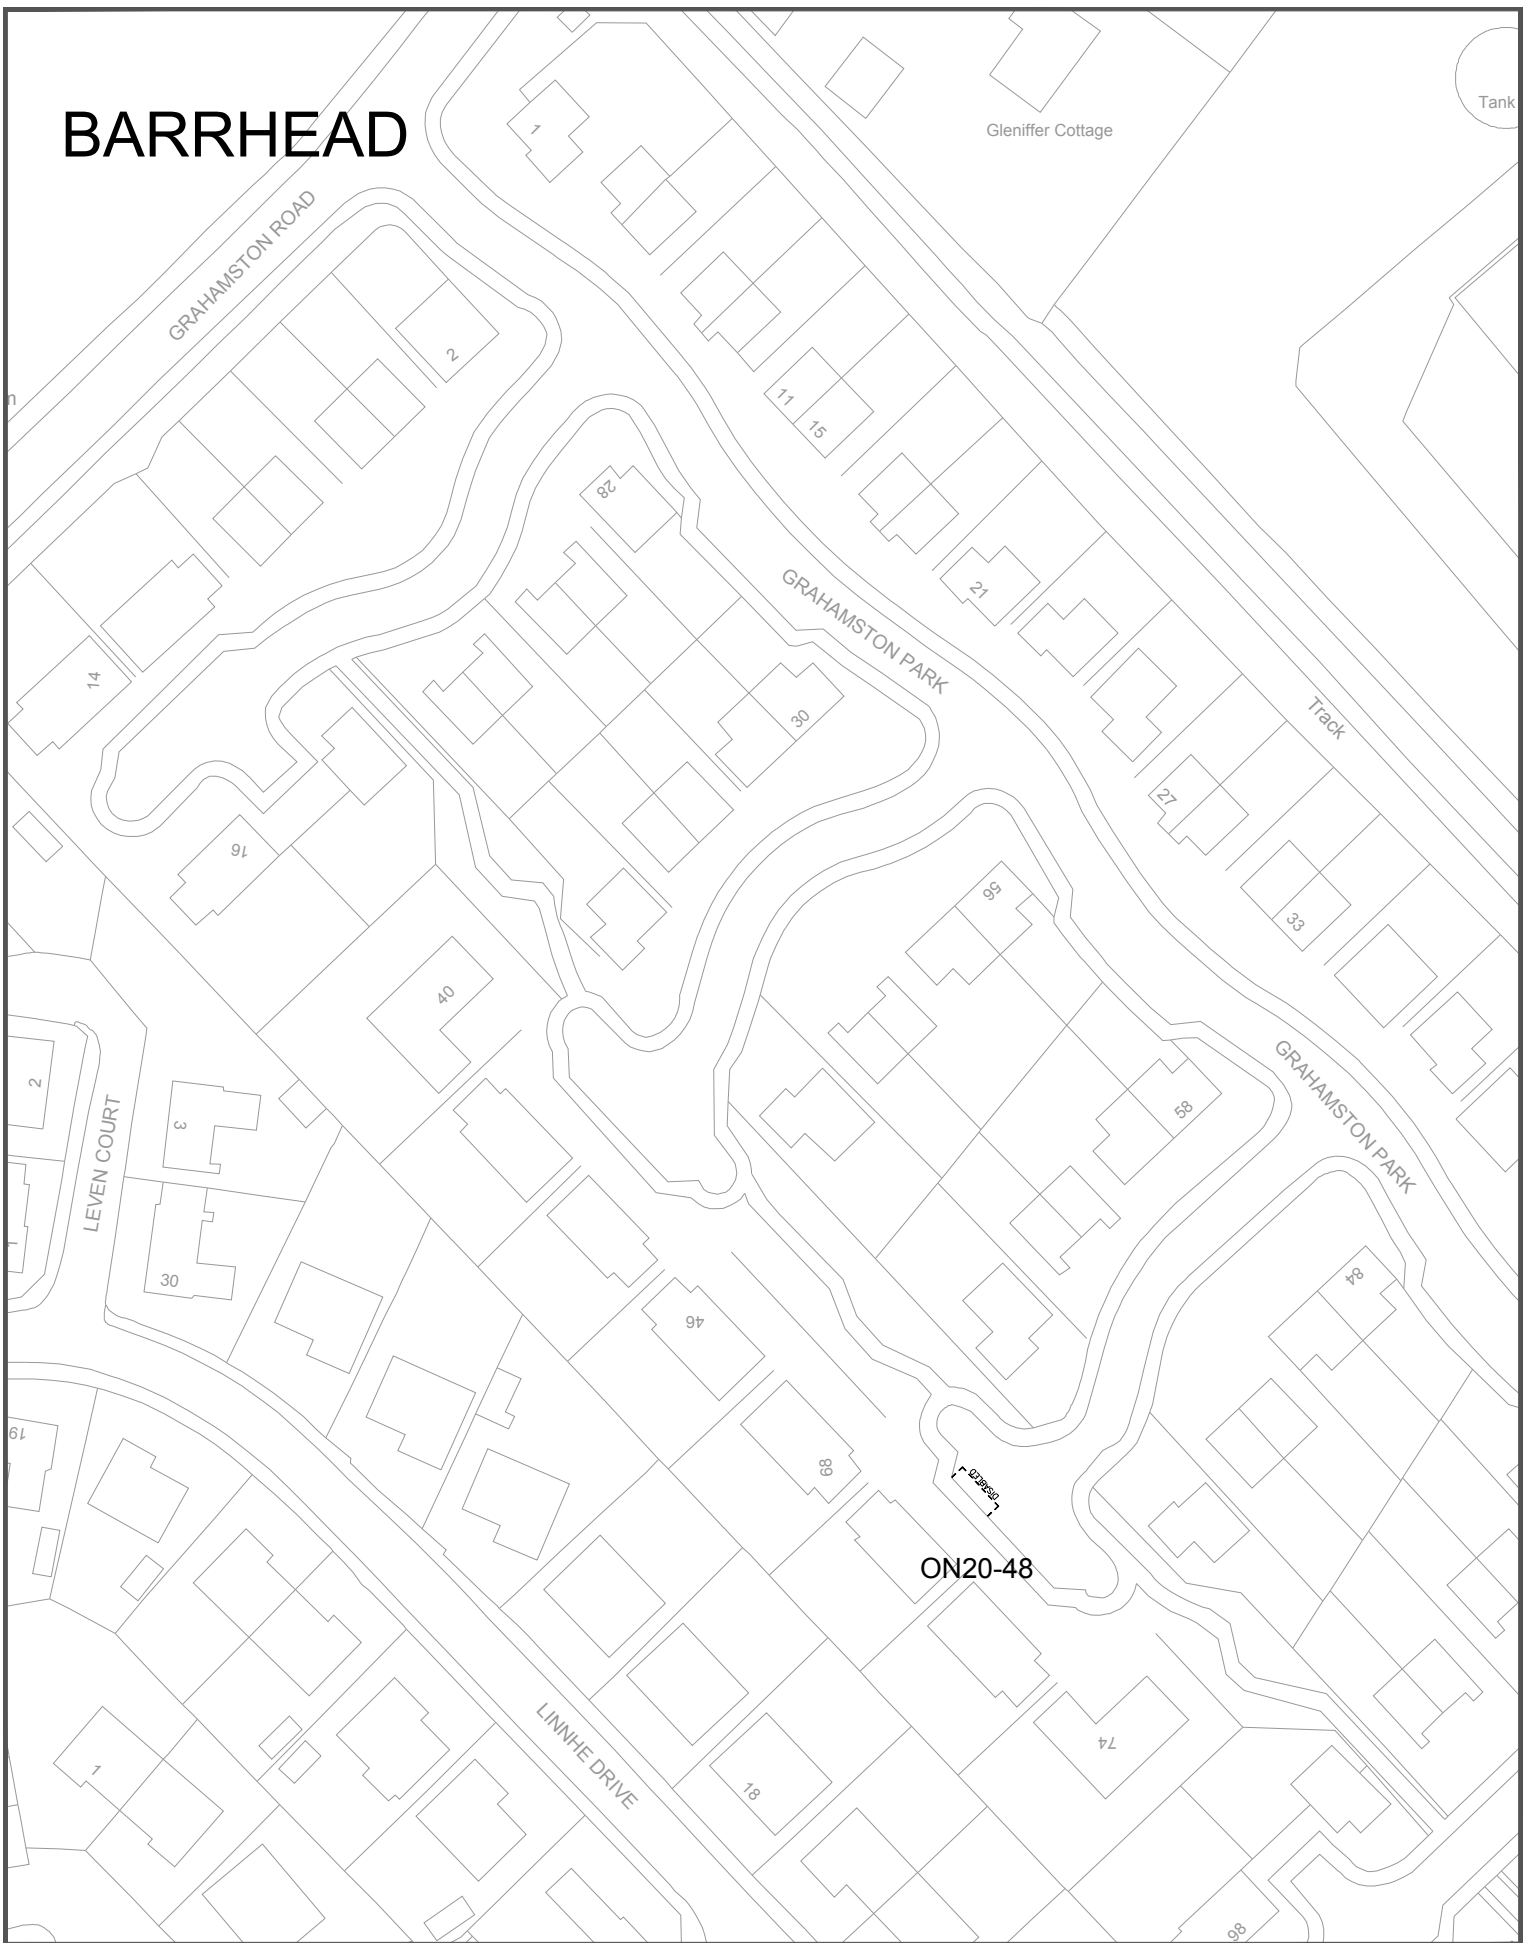 BARRHEAD
Tank
Gleniffer Cottage
1
GRAHAMSTON ROAD
2
11
15
28
21
GRAHAMSTON PARK
14
30
Track
27
16
56
33
40
2
3
LEVEN COURT
58
GRAHAMSTON PARK
30
84
46
19
68
DISABLED
ON20-48
LINNHE DRIVE
74
1
18
98